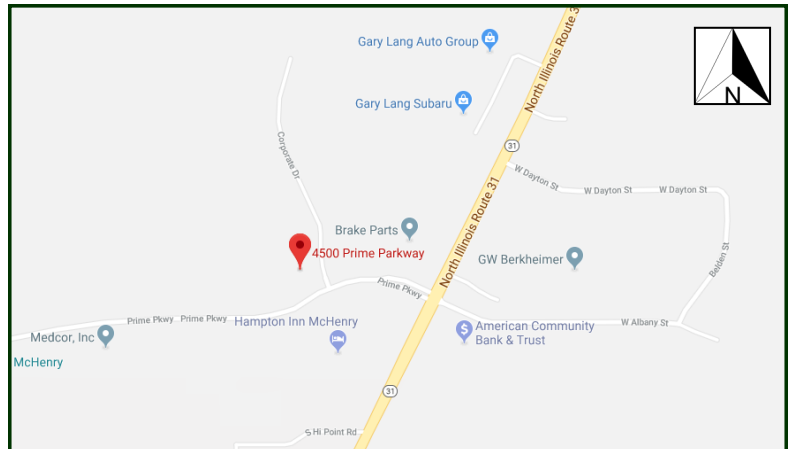 Gary Lang Auto Group
North Illinois Route 3
Gary Lang Subaru
N
31
Corporate Dr
W Dayton St
W Dayton St
W Dayton St
North Illinois Route 31
Brake Parts
4500 Prime Parkway
GW Berkheimer
Belden St
Prime Pkwy
Prime Pkwy
Prime Pkwy
Hampton Inn McHenry
Medcor, Inc
American Community
Bank & Trust
W Albany St
McHenry
31
S Hi Point Rd